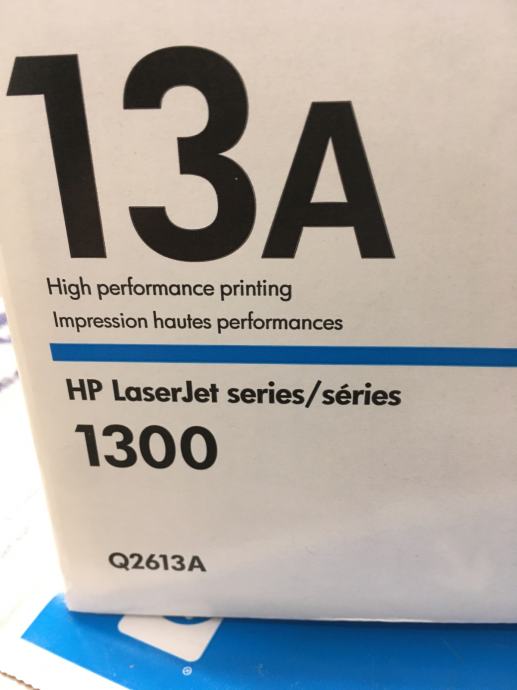 13A
High performance printing
Impression hautes performances
HP LaserJet series/séries
1300
Q2613A
®